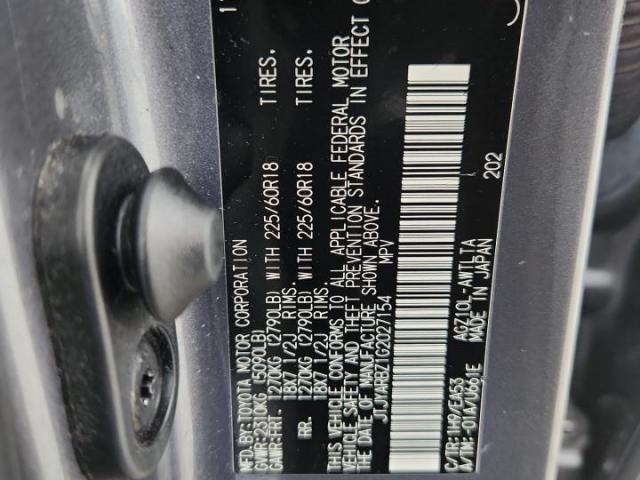 MFD.BY:TOYOTA MOTOR CORPORATION
GVWR:2310KG (5090LB)
GAWR:FRT. 1270KG (2790LB) WITH 225/60R18 TIRES.
18X7 1/2J RIMS.
RR. 1270KG (2790LB) WITH 225/60R18 TIRES.
18X7 1/2J RIMS.
THIS VEHICLE CONFORMS TO ALL APPLICABLE FEDERAL MOTOR
VEHICLE SAFETY AND THEFT PREVENTION STANDARDS IN EFFECT
THE DATE OF MANUFACTURE SHOWN ABOVE.
JTJYARBZ1G2027154 MPV
202
C/TR:1H9/EA53 AGZ10L-AWTLTA
A/TM:-01A/U661E MADE IN JAPAN